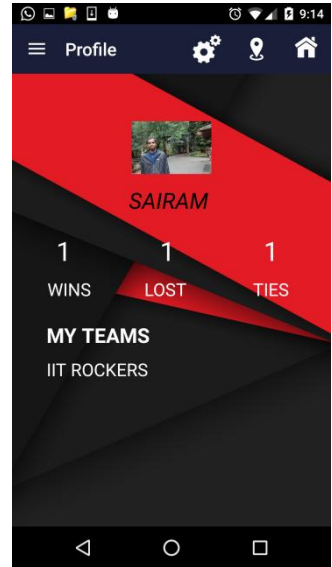 9:14
Profile
SAIRAM
1 1 1
WINS LOST TIES
MY TEAMS
IIT ROCKERS